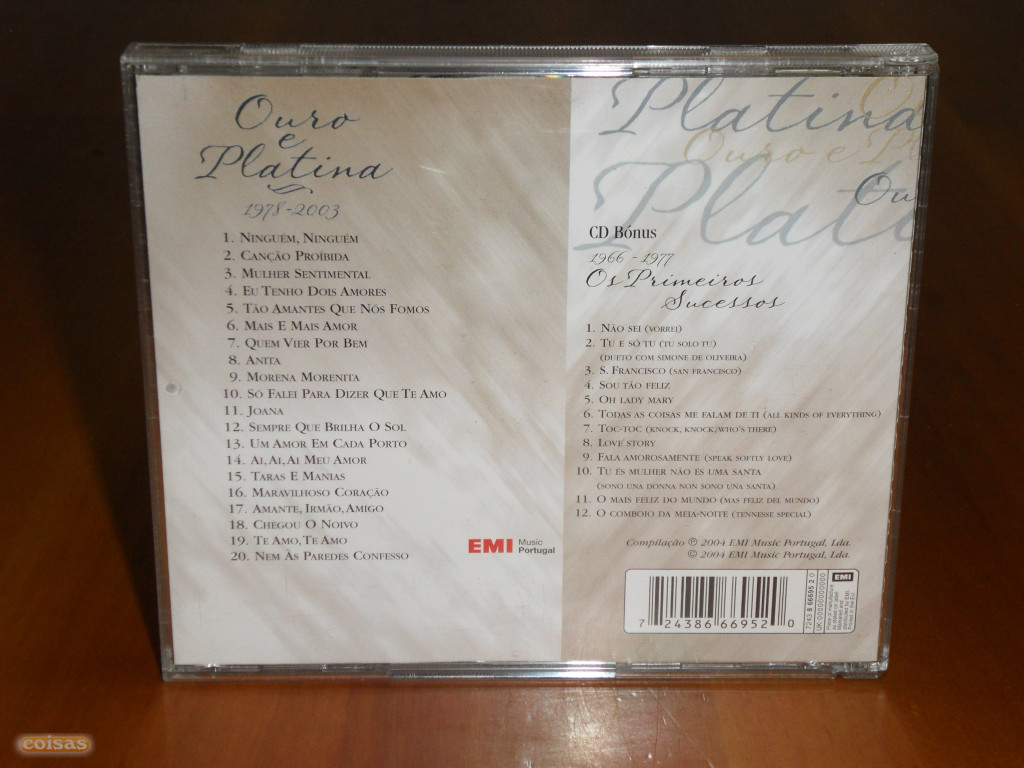 Ouro
e
Platina
1978-2003
1. Ninguém, Ninguém
2. Canção Proíbida
3. Mulher Sentimental
4. Eu Tenho Dois Amores
5. Tão Amantes Que Nós Fomos
6. Mais E Mais Amor
7. Quem Vier Por Bem
8. Anita
9. Morena Morenita
10. Só Falei Para Dizer Que Te Amo
11. Joana
12. Sempre Que Brilha O Sol
13. Um Amor Em Cada Porto
14. Ai, Ai, Ai Meu Amor
15. Taras E Manias
16. Maravilhoso Coração
17. Amante, Irmão, Amigo
18. Chegou O Noivo
19. Te Amo, Te Amo
20. Nem Às Paredes Confesso
EMI Music
Portugal
Platina
Ouro e Pl
Ou
Plati
CD Bónus
1966 - 1977
Os Primeiros
Sucessos
1. Não sei (vorrei)
2. Tu e só tu (tu solo tu)
(dueto com Simone de Oliveira)
3. S. Francisco (San Francisco)
4. Sou tão feliz
5. Oh Lady Mary
6. Todas as coisas me falam de ti (all kinds of everything)
7. Toc-toc (knock, knock, who's there)
8. Love Story
9. Fala amorosamente (speak softly love)
10. Tu és mulher não és uma santa
(sono una donna non sono una santa)
11. O mais feliz do mundo (mas feliz del mundo)
12. O comboio da meia-noite (tennesse special)
Compilação ℗ 2004 EMI Music Portugal, Lda.
© 2004 EMI Music Portugal, Lda.
7 24386 66952 0
7243 8 66695 2 0
EMI
coisas